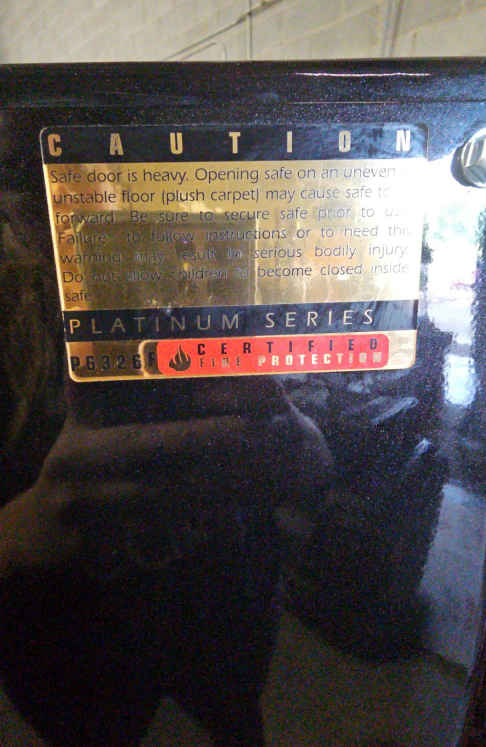 CAUTION
Safe door is heavy. Opening safe on an uneven
unstable floor (plush carpet) may cause safe to
forward. Be sure to secure safe prior to
Failure to follow instructions or to heed this
warning may result in serious bodily injury.
Do not allow children to become closed inside
safe.
PLATINUM SERIES
CERTIFIED
FIRE PROTECTION